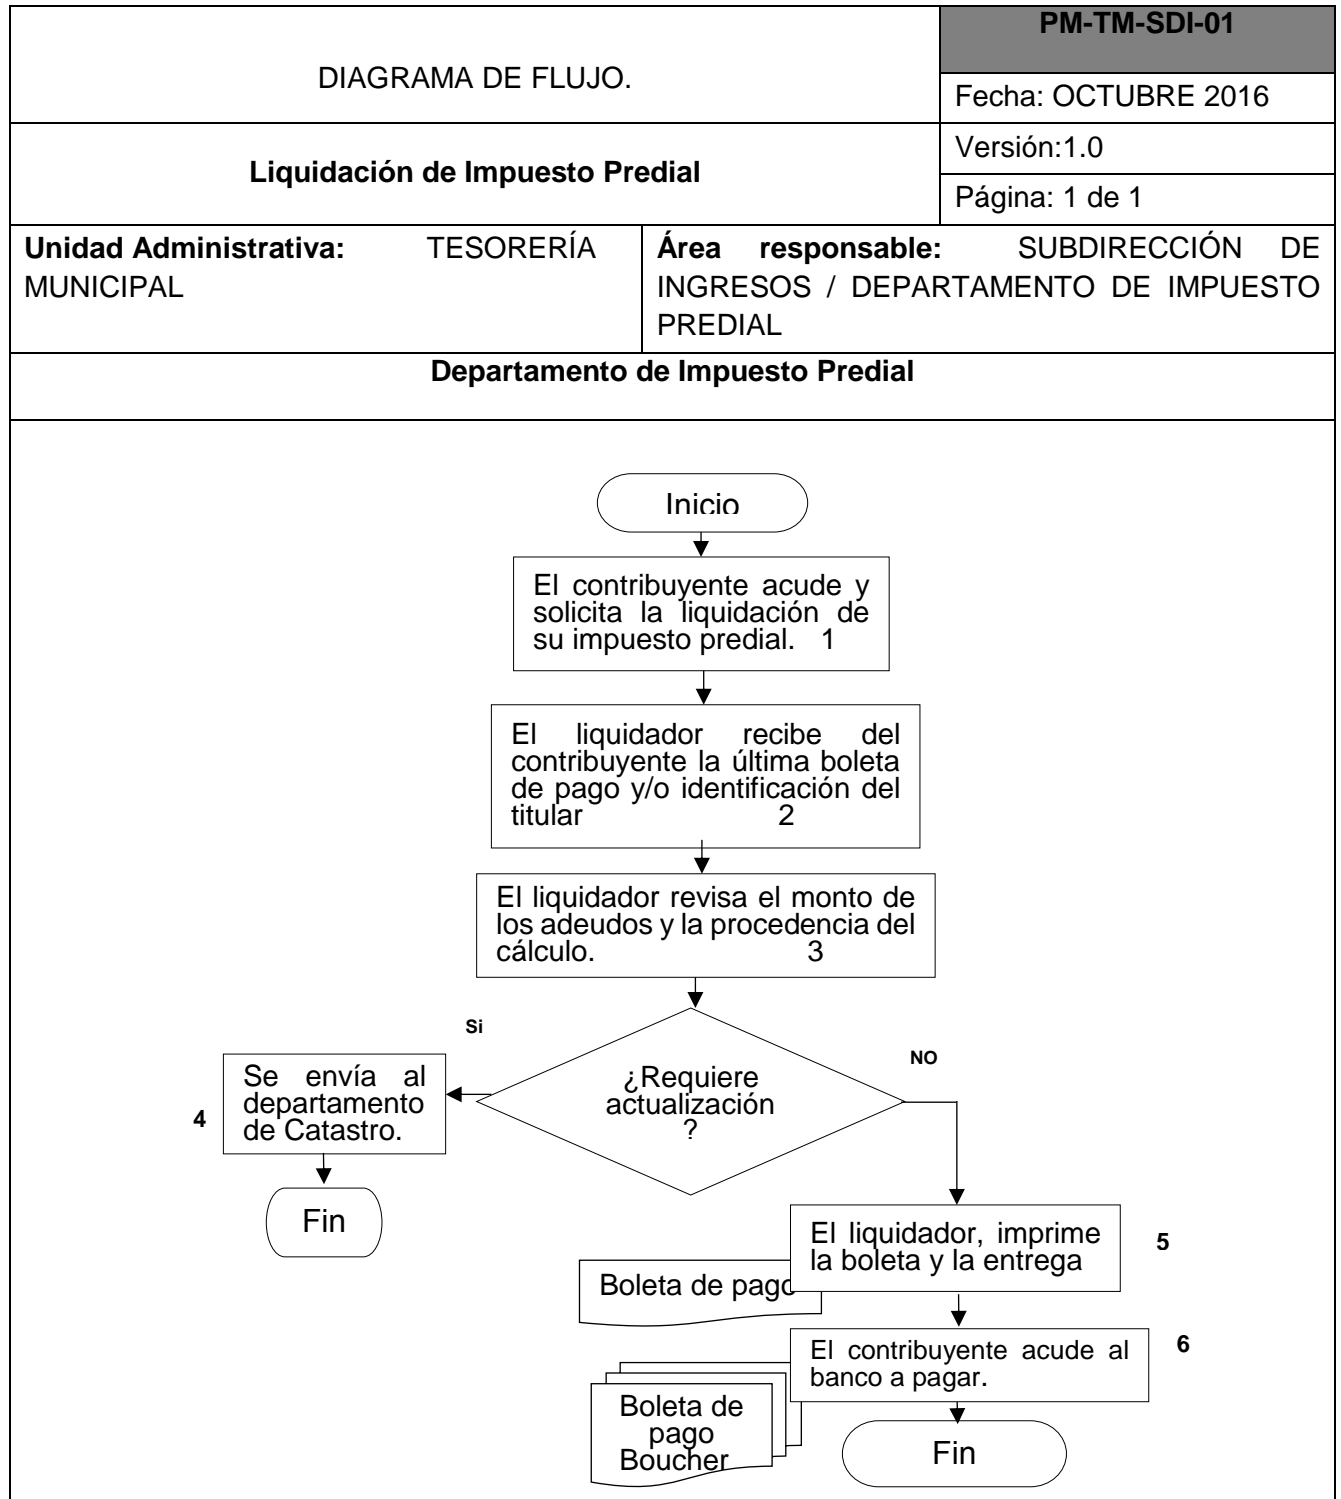 PM-TM-SDI-01
DIAGRAMA DE FLUJO.
Fecha: OCTUBRE 2016
Liquidación de Impuesto Predial
Versión:1.0
Página: 1 de 1
Unidad Administrativa: TESORERÍA
MUNICIPAL
Área responsable: SUBDIRECCIÓN DE
INGRESOS / DEPARTAMENTO DE IMPUESTO
PREDIAL
Departamento de Impuesto Predial
Inicio
El contribuyente acude y
solicita la liquidación de
su impuesto predial. 1
El liquidador recibe del
contribuyente la última boleta
de pago y/o identificación del
titular 2
El liquidador revisa el monto de
los adeudos y la procedencia del
cálculo. 3
Si
NO
¿Requiere
actualización
?
Se envía al
departamento
de Catastro.
4
Fin
El liquidador, imprime
la boleta y la entrega
5
Boleta de pago
El contribuyente acude al
banco a pagar.
6
Boleta de
pago
Boucher
Fin